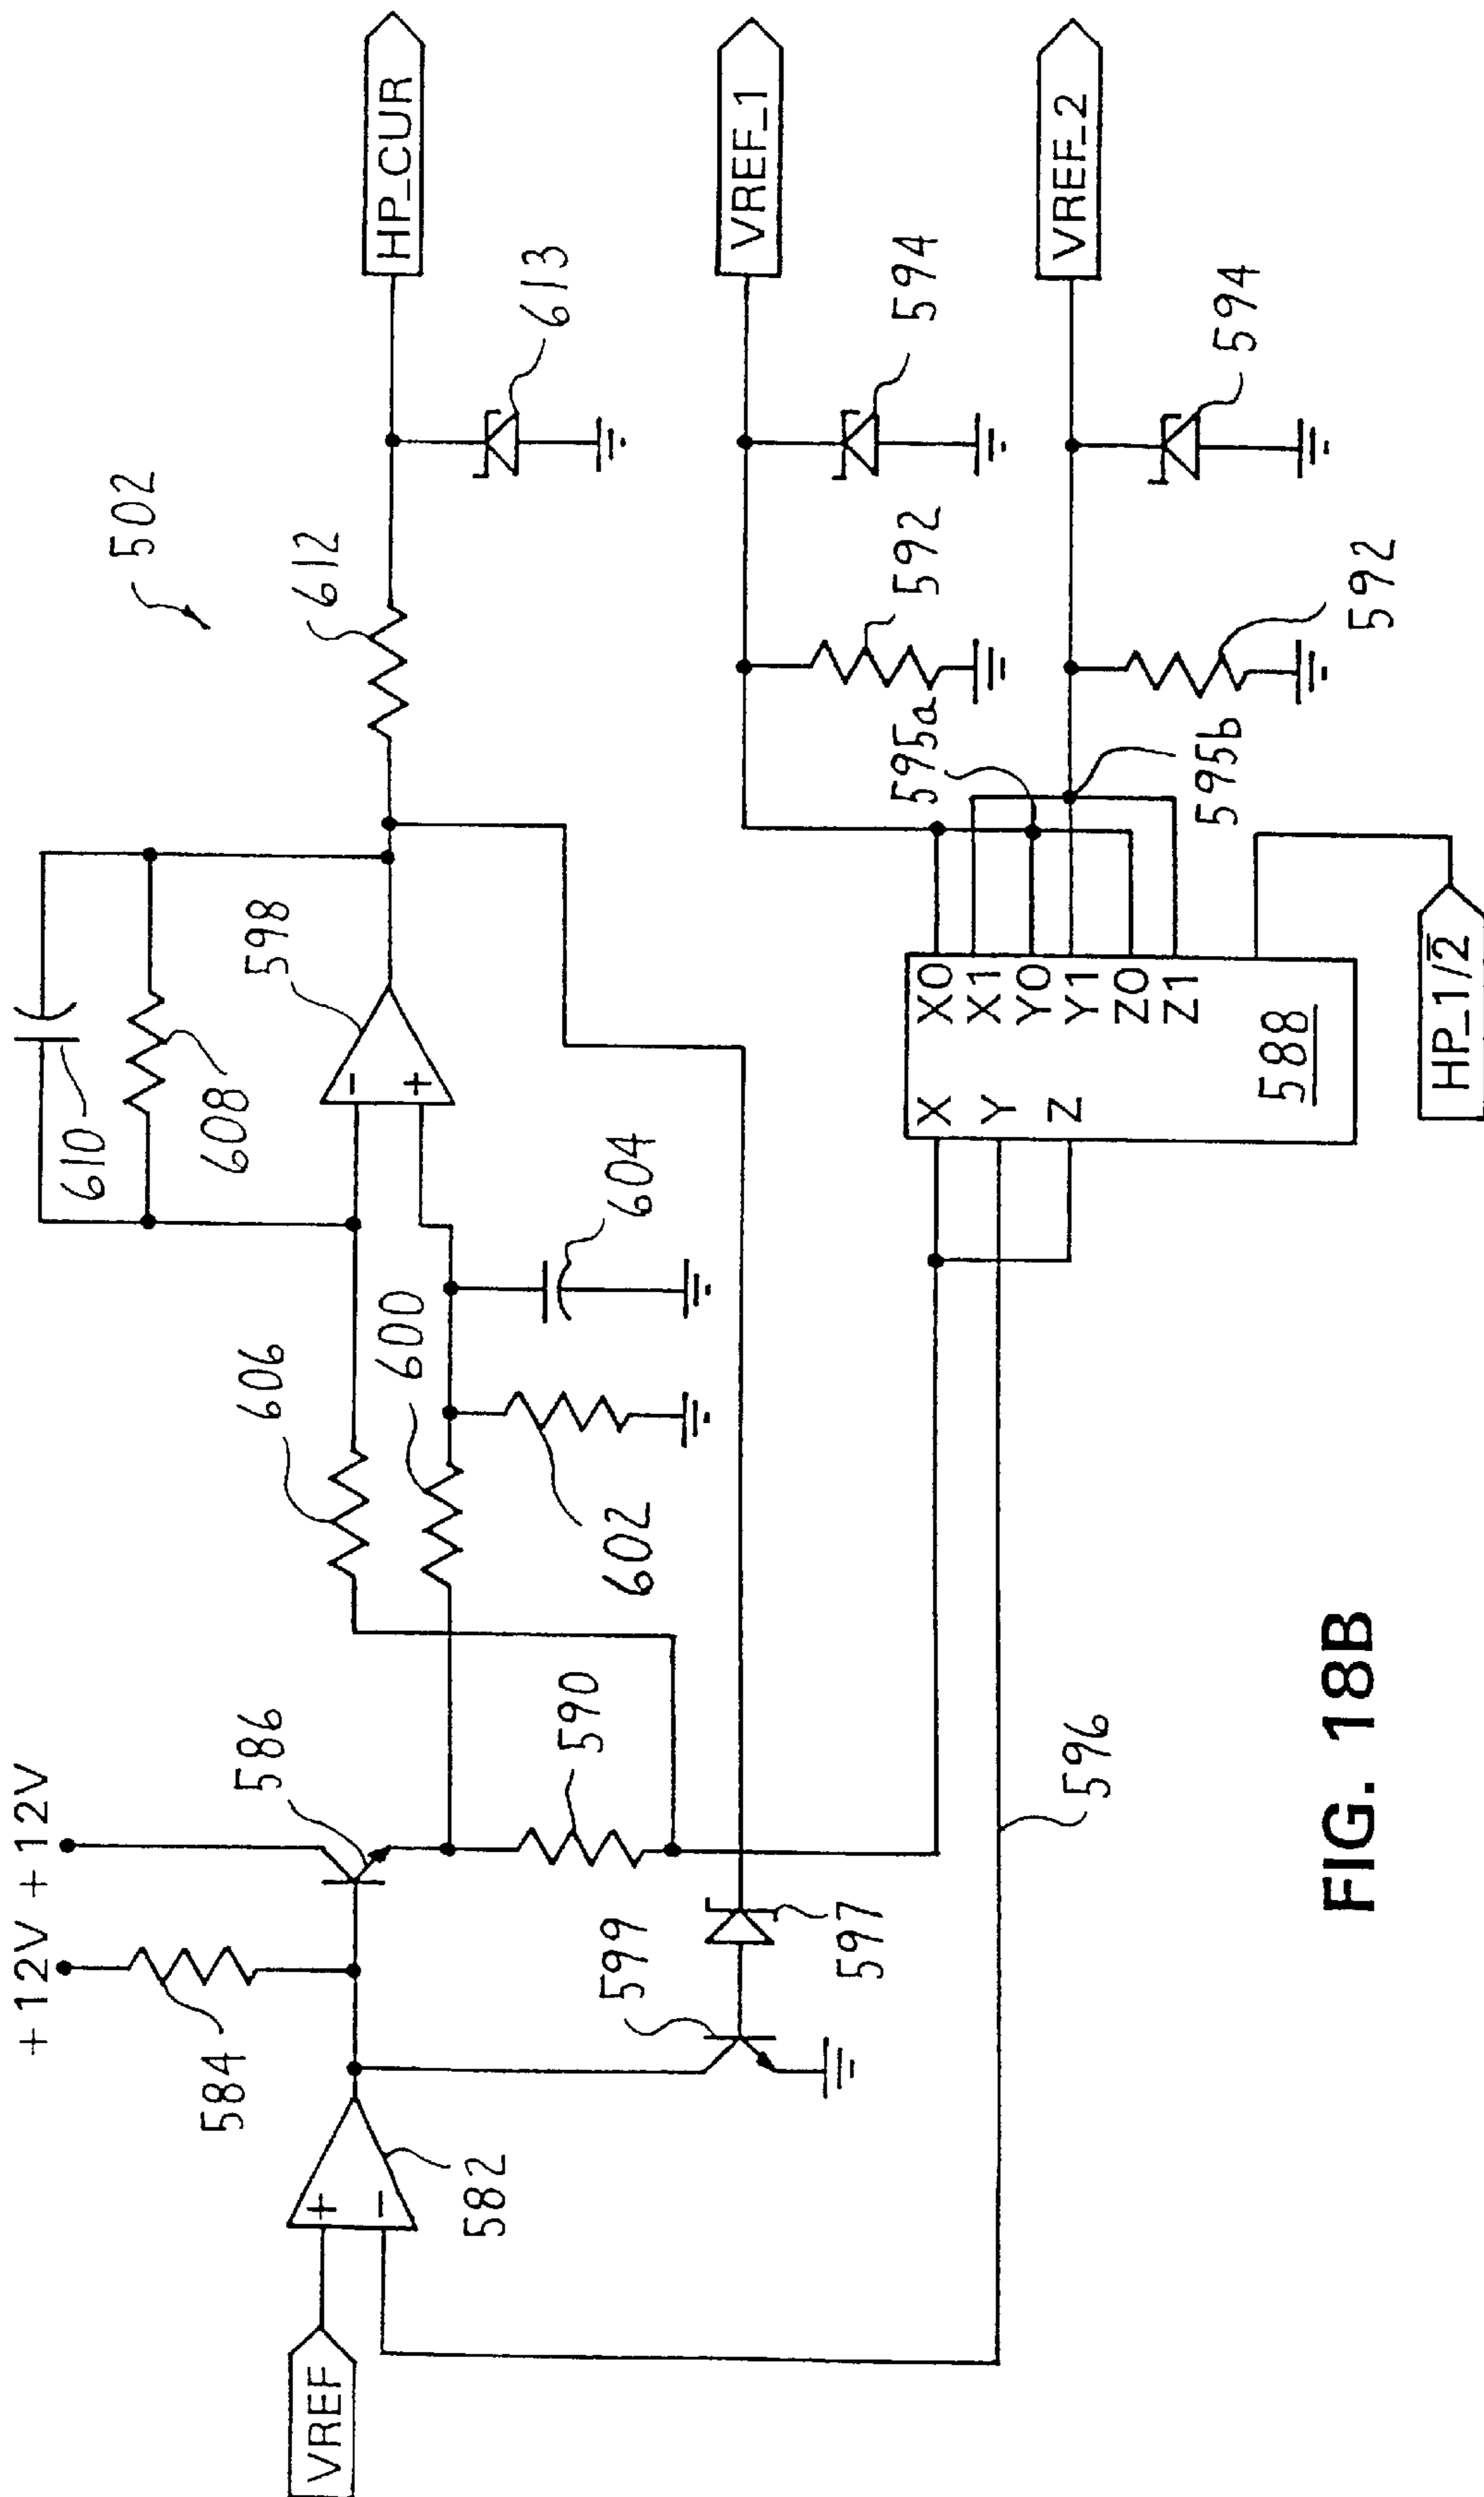 502
+12V +12V
610
608
598
HP_CUR
584
586
606
612
VREF
582
600
613
599
590
602
604
597
VREF_1
595a
592
594
X X0
Y X1
Z Y0
Y1
Z0
Z1
588
596
VREF_2
595b
592
594
HP_1/2̅
FIG. 18B